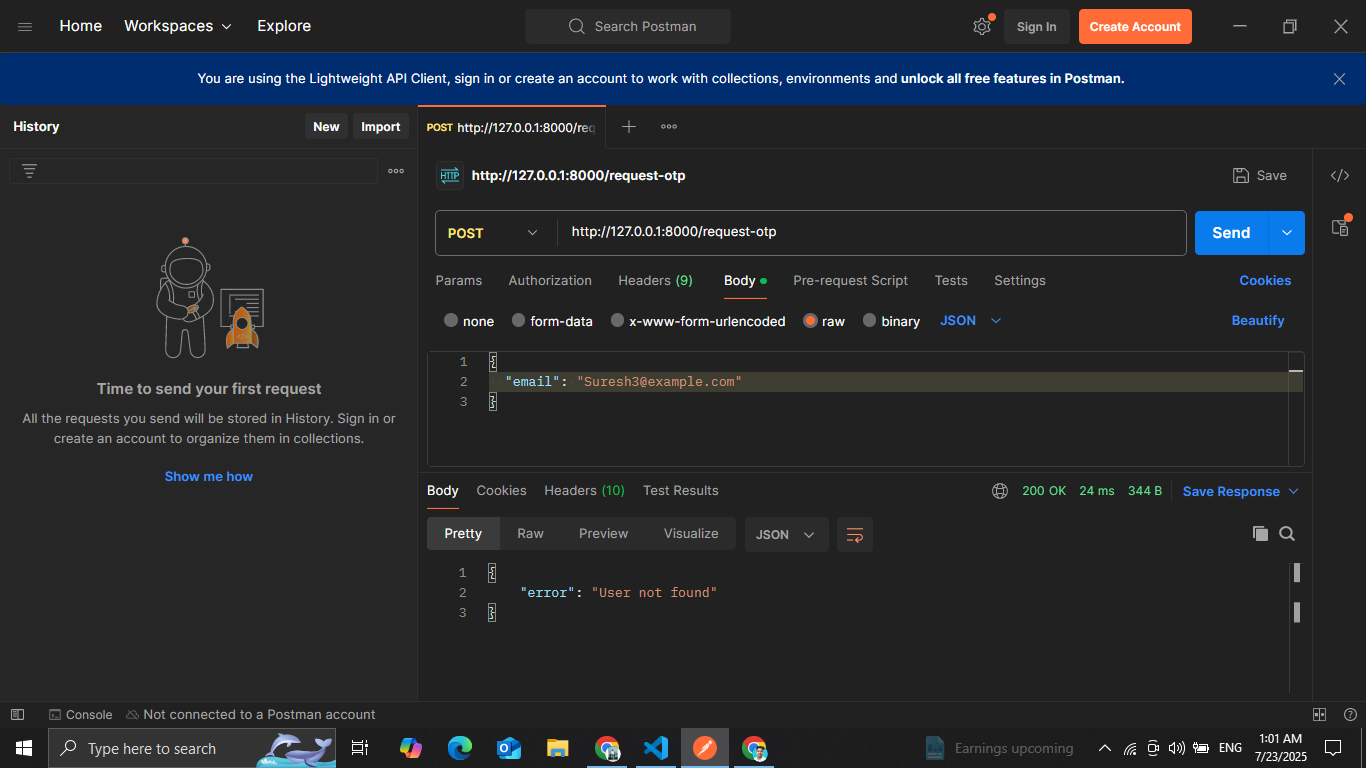 Home Workspaces Explore Search Postman Sign In Create Account
You are using the Lightweight API Client, sign in or create an account to work with collections, environments and unlock all free features in Postman.
History New Import
POST http://127.0.0.1:8000/req
HTTP http://127.0.0.1:8000/request-otp Save
POST http://127.0.0.1:8000/request-otp Send
Params Authorization Headers (9) Body Pre-request Script Tests Settings Cookies
none form-data x-www-form-urlencoded raw binary JSON Beautify
1 {
2 "email": "Suresh3@example.com"
3 }
Time to send your first request
All the requests you send will be stored in History. Sign in or
create an account to organize them in collections.
Show me how
Body Cookies Headers (10) Test Results 200 OK 24 ms 344 B Save Response
Pretty Raw Preview Visualize JSON
1 {
2 "error": "User not found"
3 }
Console Not connected to a Postman account
Type here to search Earnings upcoming ENG 1:01 AM
7/23/2025